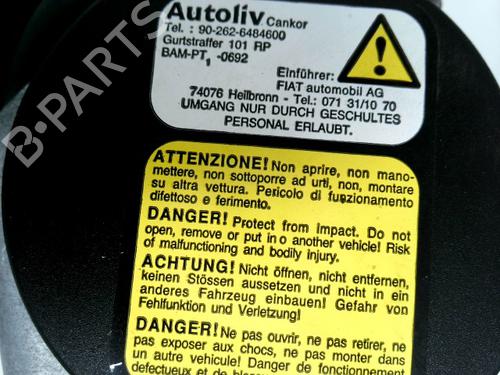 Autoliv Cankor
Tel. : 90-262-6484600
Gurtstraffer 101 RP
BAM-PT, -0692
Einführer:
FIAT automobil AG
74076 Heilbronn - Tel.: 071 31/10 70
UMGANG NUR DURCH GESCHULTES
PERSONAL ERLAUBT.
B-PARTS
ATTENZIONE! Non aprire, non mano-
mettere, non sottoporre ad urti, non, montare
su altra vettura. Pericolo di funzionamento
difettoso e ferimento.
DANGER! Protect from impact. Do not
open, remove or put in o another vehicle! Risk
of malfunctioning and bodily injury.
ACHTUNG! Nicht öffnen, nicht entfernen,
keinen Stössen aussetzen und nicht in ein
anderes Fahrzeug einbauen! Gefahr von
Fehlfunktion und Verletzung!
DANGER! Ne pas ouvrir, ne pas retirer, ne
pas exposer aux chocs, ne pas monter dans
un autre vehicule! Danger de fonctionnement
defectueux et de